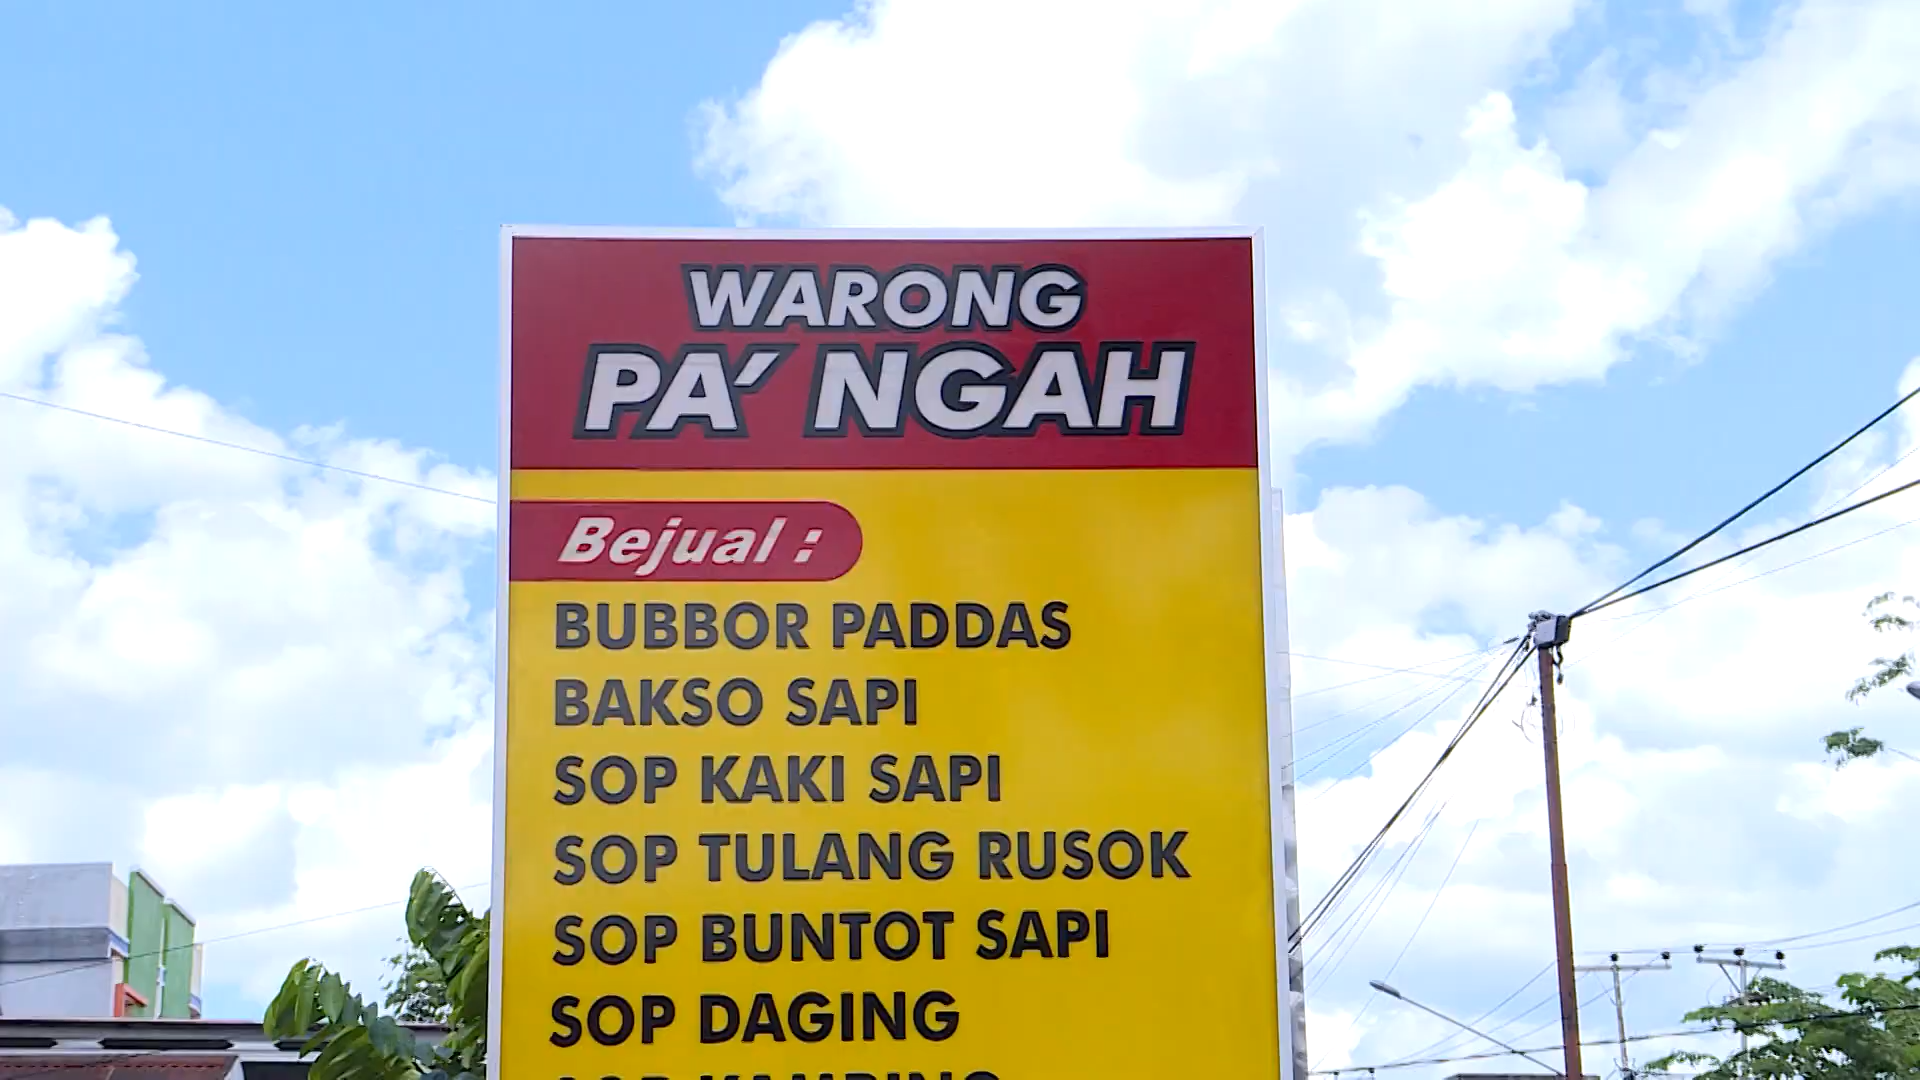 WARONG
PA' NGAH
Bejual :
BUBBOR PADDAS
BAKSO SAPI
SOP KAKI SAPI
SOP TULANG RUSOK
SOP BUNTOT SAPI
SOP DAGING